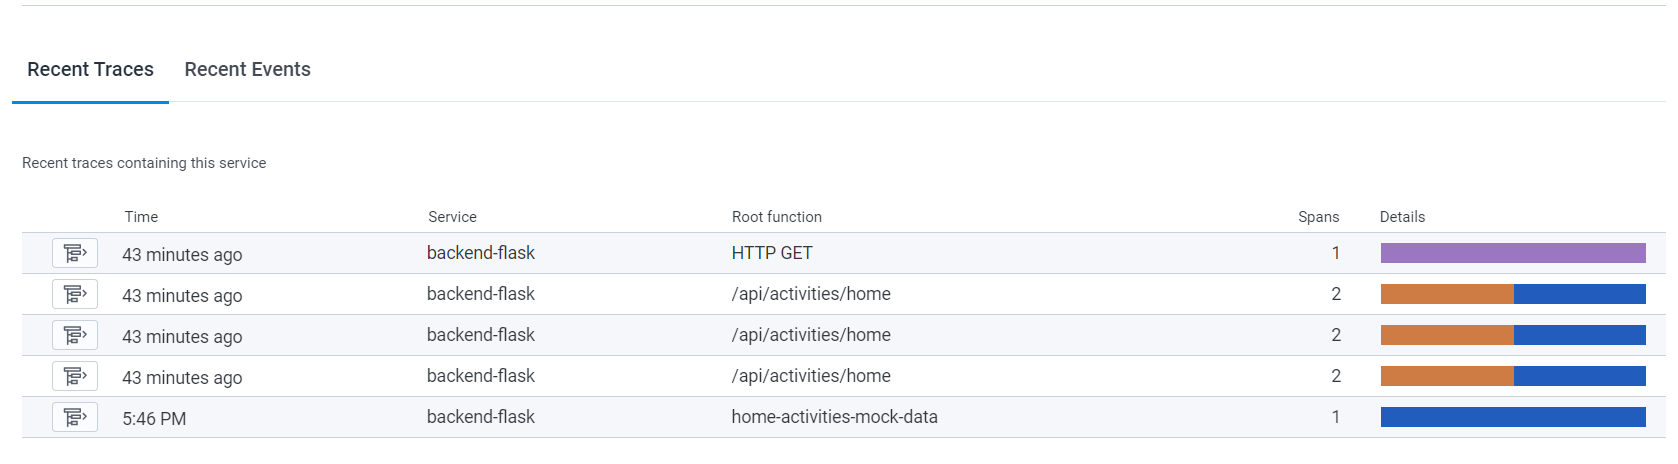 Recent Traces Recent Events
Recent traces containing this service
Time Service Root function Spans Details
43 minutes ago backend-flask HTTP GET 1
43 minutes ago backend-flask /api/activities/home 2
43 minutes ago backend-flask /api/activities/home 2
43 minutes ago backend-flask /api/activities/home 2
5:46 PM backend-flask home-activities-mock-data 1